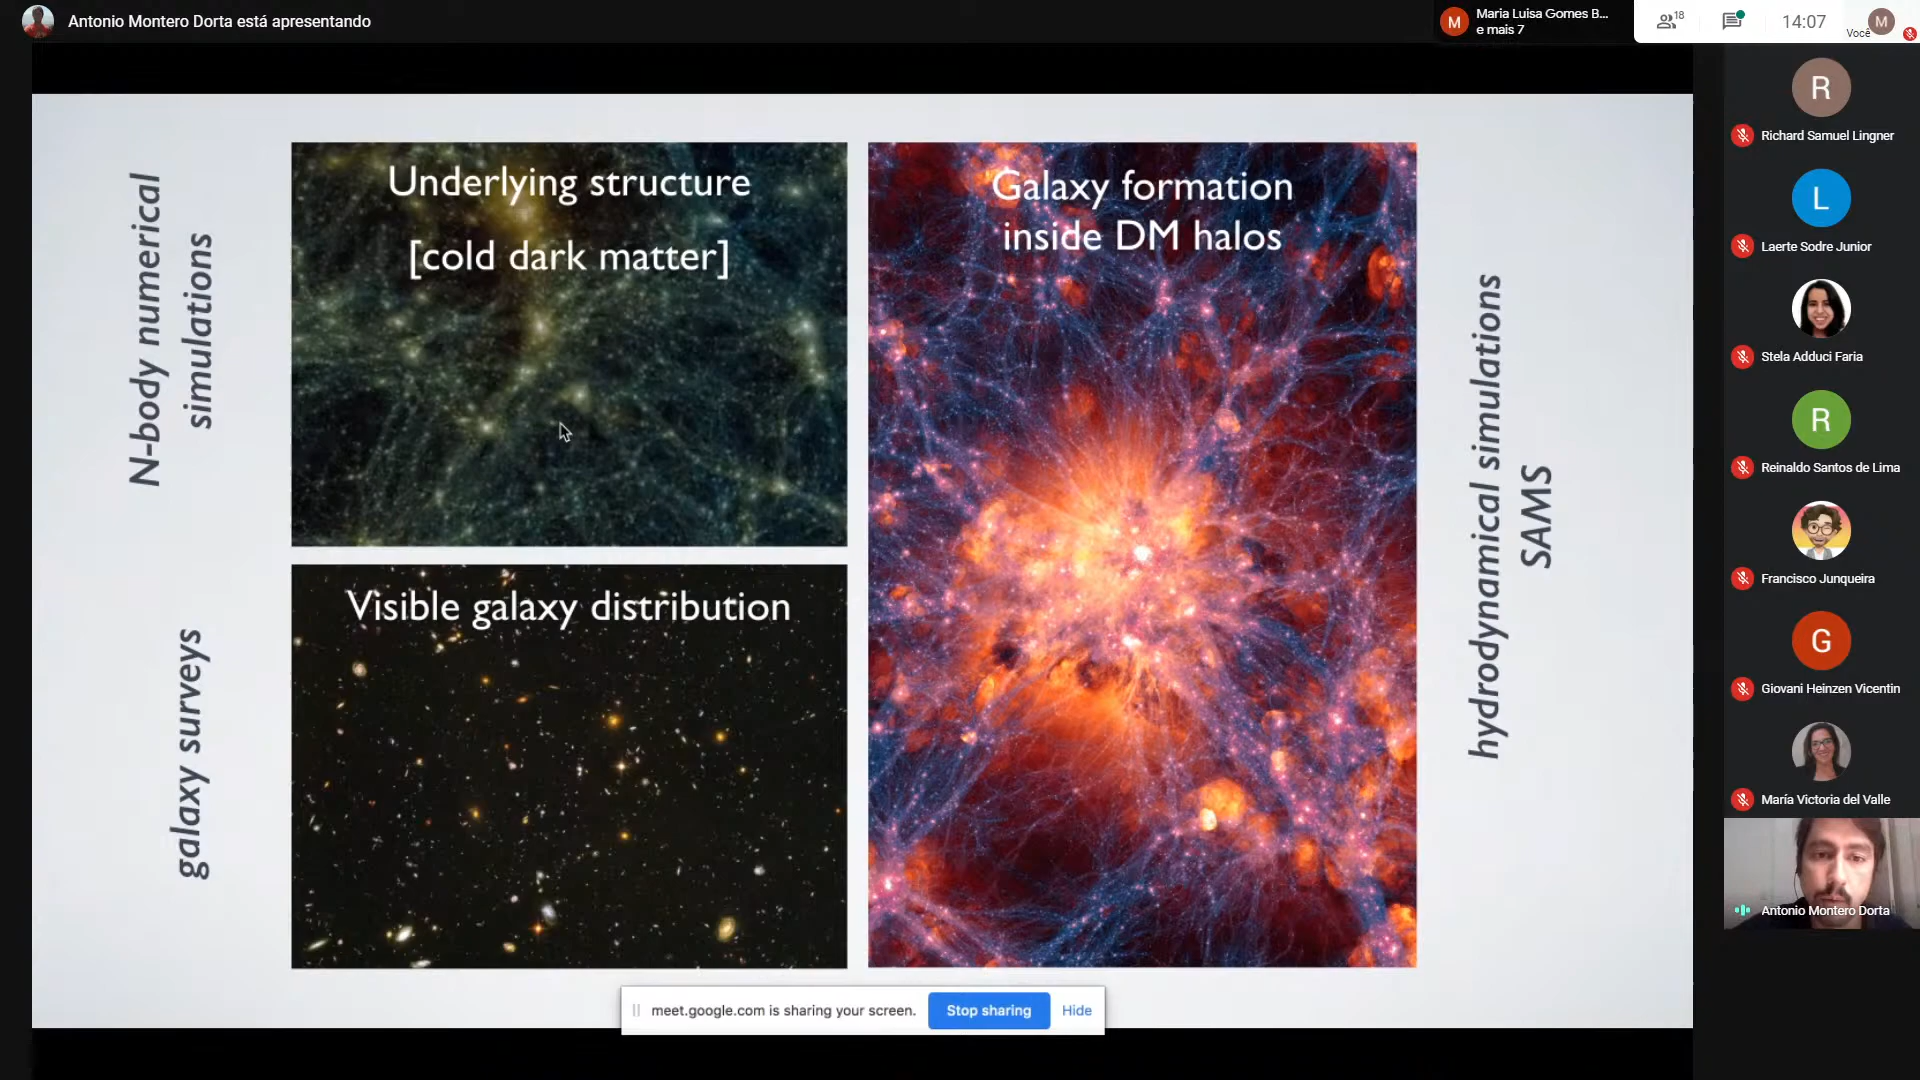 Antonio Montero Dorta está apresentando
M
Maria Luisa Gomes B...
e mais 7
18
14:07
Você
M
N-body numerical
simulations
galaxy surveys
Underlying structure
[cold dark matter]
Visible galaxy distribution
Galaxy formation
inside DM halos
hydrodynamical simulations
SAMS
R
Richard Samuel Lingner
L
Laerte Sodre Junior
Stela Adduci Faria
R
Reinaldo Santos de Lima
Francisco Junqueira
G
Giovani Heinzen Vicentin
María Victoria del Valle
Antonio Montero Dorta
meet.google.com is sharing your screen.
Stop sharing
Hide